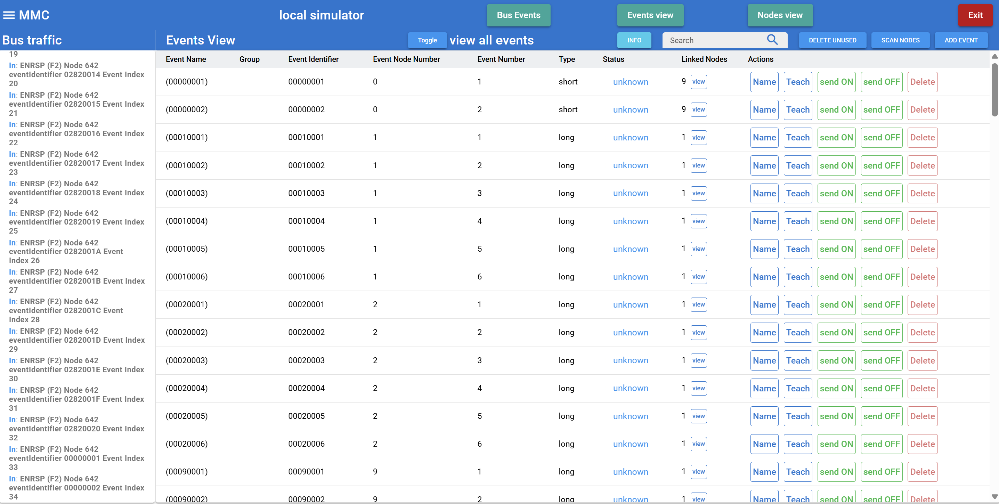 MMC
local simulator
Bus Events
Events view
Nodes view
Exit
Bus traffic
Events View
Toggle
view all events
INFO
Search
DELETE UNUSED
SCAN NODES
ADD EVENT
19
In: ENRSP (F2) Node 642
eventIdentifier 02820014 Event Index
20
In: ENRSP (F2) Node 642
eventIdentifier 02820015 Event Index
21
In: ENRSP (F2) Node 642
eventIdentifier 02820016 Event Index
22
In: ENRSP (F2) Node 642
eventIdentifier 02820017 Event Index
23
In: ENRSP (F2) Node 642
eventIdentifier 02820018 Event Index
24
In: ENRSP (F2) Node 642
eventIdentifier 02820019 Event Index
25
In: ENRSP (F2) Node 642
eventIdentifier 0282001A Event
Index 26
In: ENRSP (F2) Node 642
eventIdentifier 0282001B Event Index
27
In: ENRSP (F2) Node 642
eventIdentifier 0282001C Event
Index 28
In: ENRSP (F2) Node 642
eventIdentifier 0282001D Event Index
29
In: ENRSP (F2) Node 642
eventIdentifier 0282001E Event Index
30
In: ENRSP (F2) Node 642
eventIdentifier 0282001F Event Index
31
In: ENRSP (F2) Node 642
eventIdentifier 02820020 Event Index
32
In: ENRSP (F2) Node 642
eventIdentifier 00000001 Event Index
33
In: ENRSP (F2) Node 642
eventIdentifier 00000002 Event Index
34
Event Name Group Event Identifier Event Node Number Event Number Type Status Linked Nodes Actions
(00000001) 00000001 0 1 short unknown 9 view Name Teach send ON send OFF Delete
(00000002) 00000002 0 2 short unknown 9 view Name Teach send ON send OFF Delete
(00010001) 00010001 1 1 long unknown 1 view Name Teach send ON send OFF Delete
(00010002) 00010002 1 2 long unknown 1 view Name Teach send ON send OFF Delete
(00010003) 00010003 1 3 long unknown 1 view Name Teach send ON send OFF Delete
(00010004) 00010004 1 4 long unknown 1 view Name Teach send ON send OFF Delete
(00010005) 00010005 1 5 long unknown 1 view Name Teach send ON send OFF Delete
(00010006) 00010006 1 6 long unknown 1 view Name Teach send ON send OFF Delete
(00020001) 00020001 2 1 long unknown 1 view Name Teach send ON send OFF Delete
(00020002) 00020002 2 2 long unknown 1 view Name Teach send ON send OFF Delete
(00020003) 00020003 2 3 long unknown 1 view Name Teach send ON send OFF Delete
(00020004) 00020004 2 4 long unknown 1 view Name Teach send ON send OFF Delete
(00020005) 00020005 2 5 long unknown 1 view Name Teach send ON send OFF Delete
(00020006) 00020006 2 6 long unknown 1 view Name Teach send ON send OFF Delete
(00090001) 00090001 9 1 long unknown 1 view Name Teach send ON send OFF Delete
(00090002) 00090002 9 2 long unknown 1 view Name Teach send ON send OFF Delete